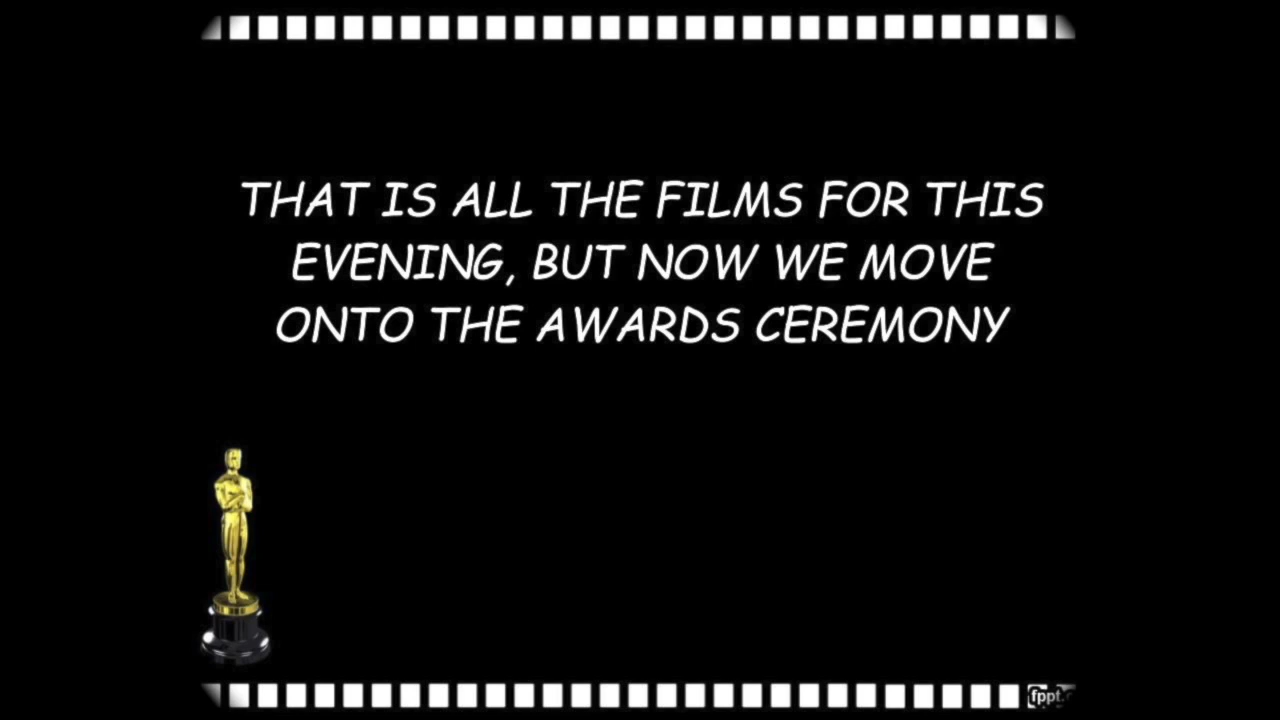 THAT IS ALL THE FILMS FOR THIS
EVENING, BUT NOW WE MOVE
ONTO THE AWARDS CEREMONY